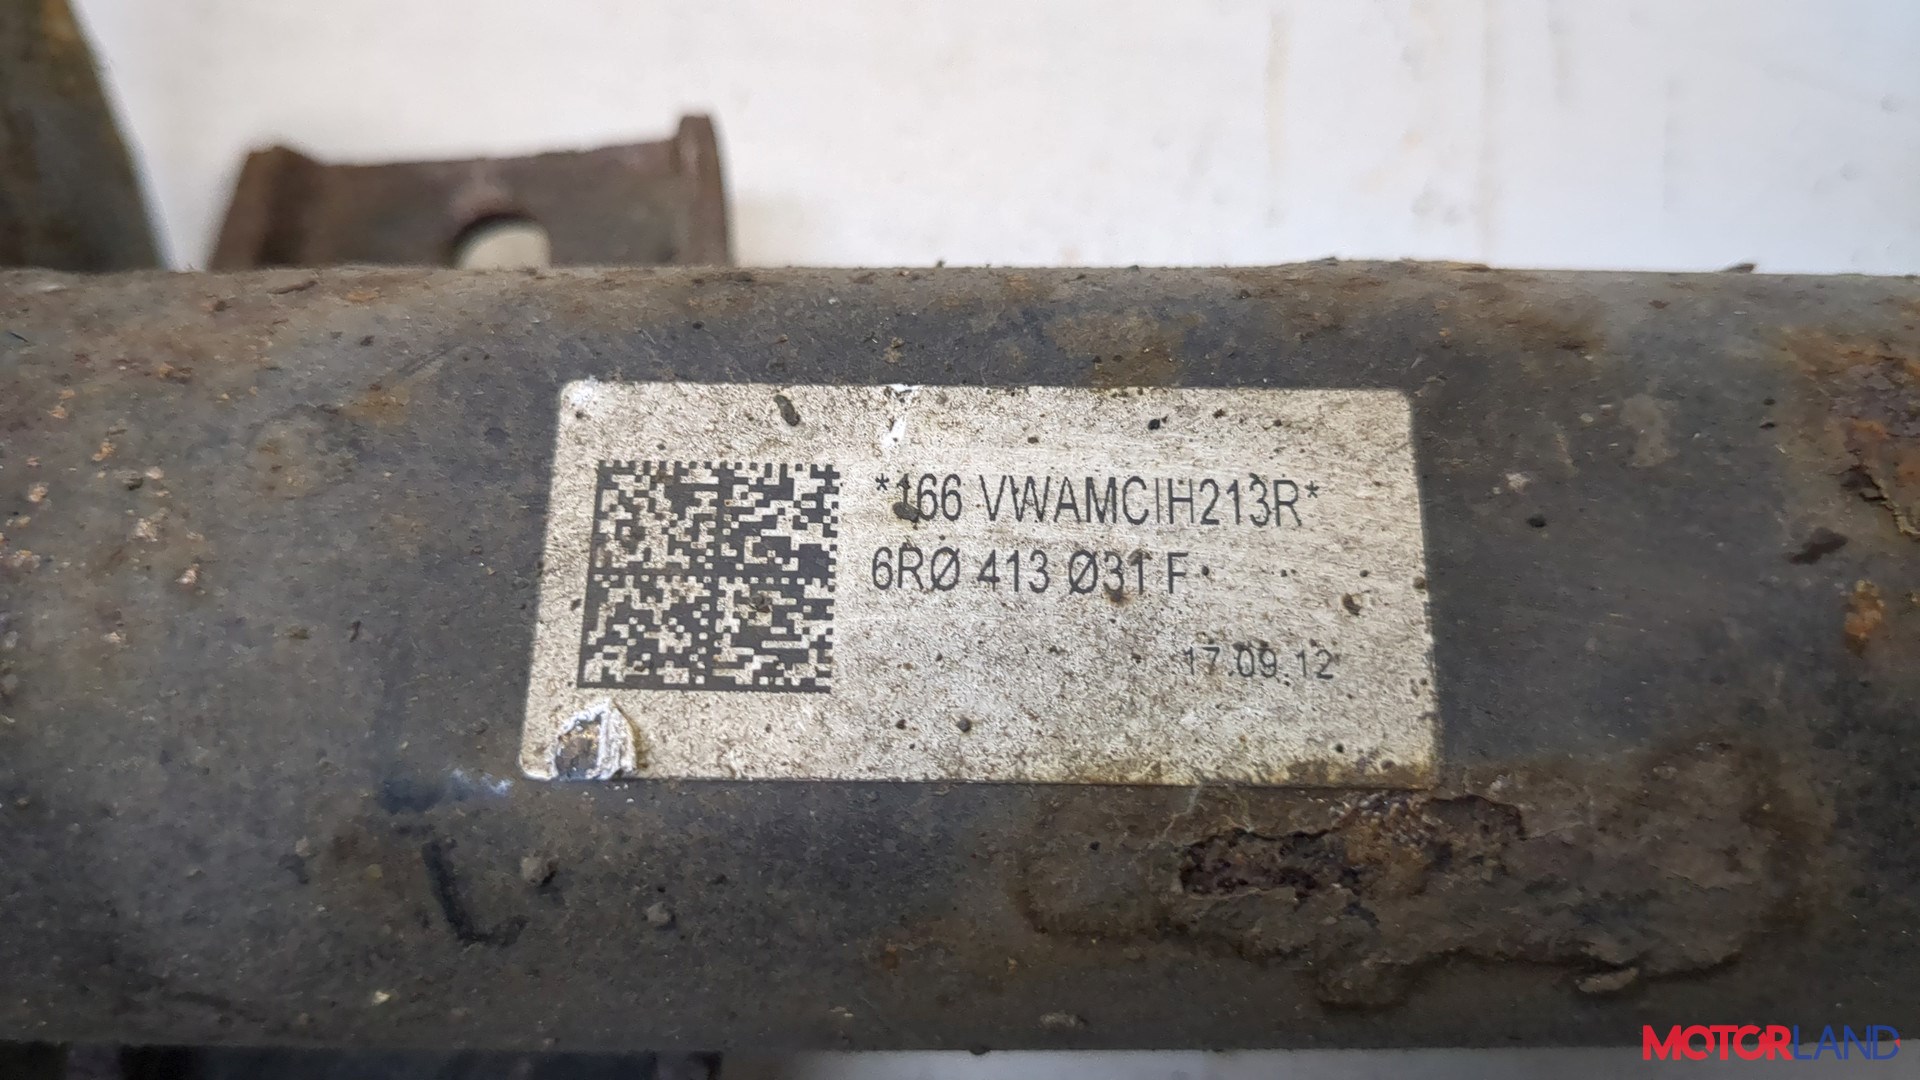 *166 VWAMCIH213R*
6RØ 413 Ø31 F
17.09.12
MOTORLAND